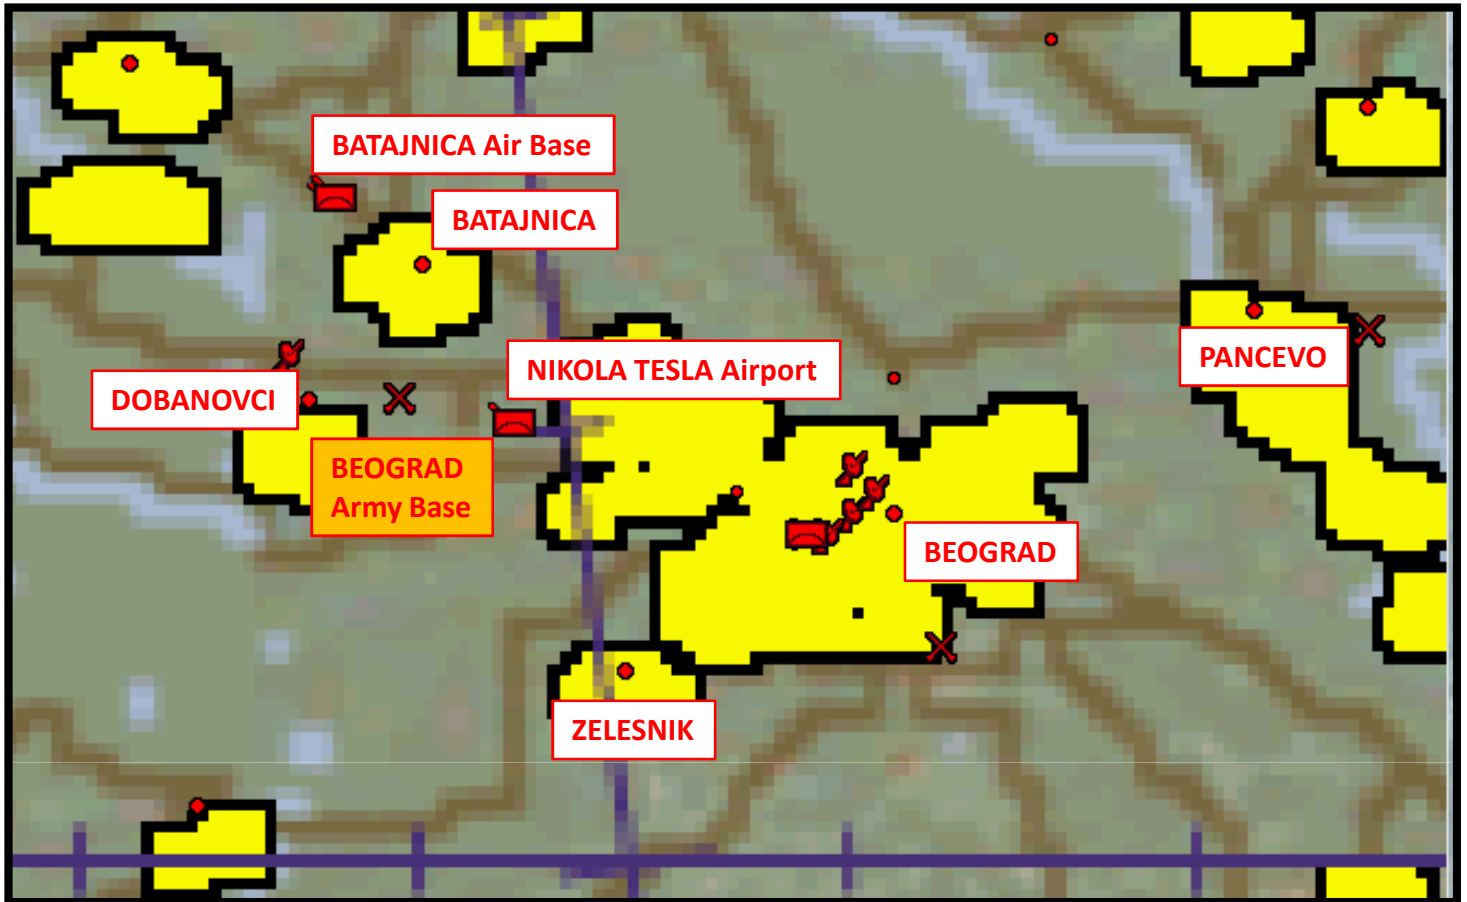 BATAJNICA Air Base
BATAJNICA
NIKOLA TESLA Airport
PANCEVO
DOBANOVCI
BEOGRAD
Army Base
BEOGRAD
ZELESNIK